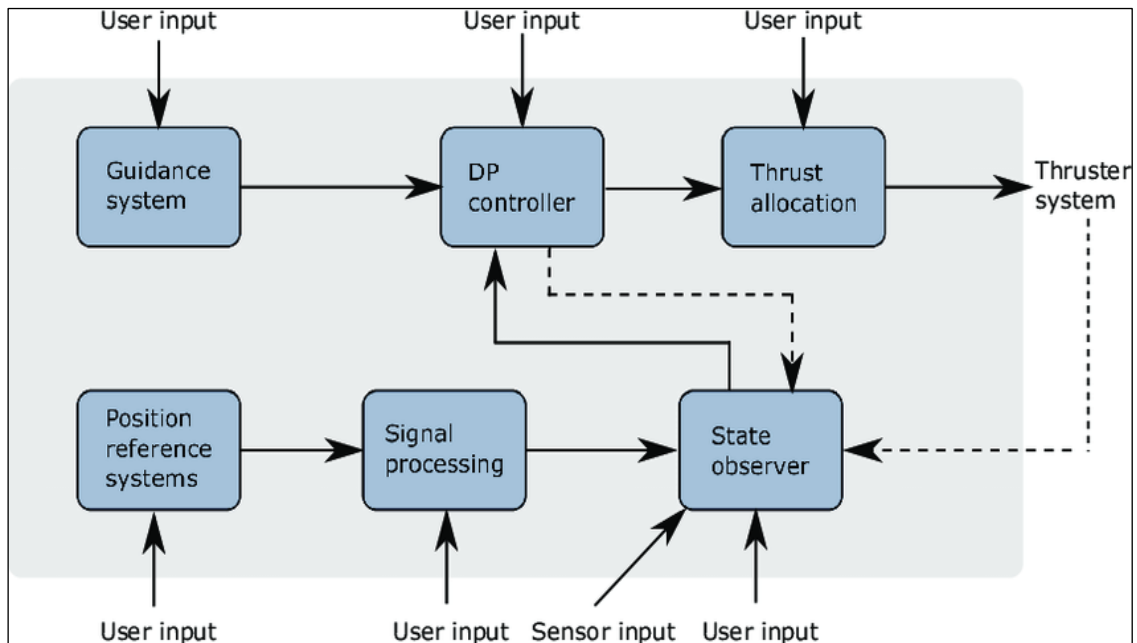 User input
User input
User input
Guidance
system
DP
controller
Thrust
allocation
Thruster
system
Position
reference
systems
Signal
processing
State
observer
User input
User input
Sensor input
User input